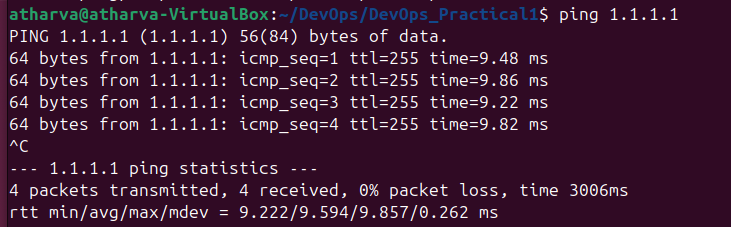 atharva@atharva-VirtualBox:~/DevOps/DevOps_Practical1$ ping 1.1.1.1
PING 1.1.1.1 (1.1.1.1) 56(84) bytes of data.
64 bytes from 1.1.1.1: icmp_seq=1 ttl=255 time=9.48 ms
64 bytes from 1.1.1.1: icmp_seq=2 ttl=255 time=9.86 ms
64 bytes from 1.1.1.1: icmp_seq=3 ttl=255 time=9.22 ms
64 bytes from 1.1.1.1: icmp_seq=4 ttl=255 time=9.82 ms
^C
--- 1.1.1.1 ping statistics ---
4 packets transmitted, 4 received, 0% packet loss, time 3006ms
rtt min/avg/max/mdev = 9.222/9.594/9.857/0.262 ms